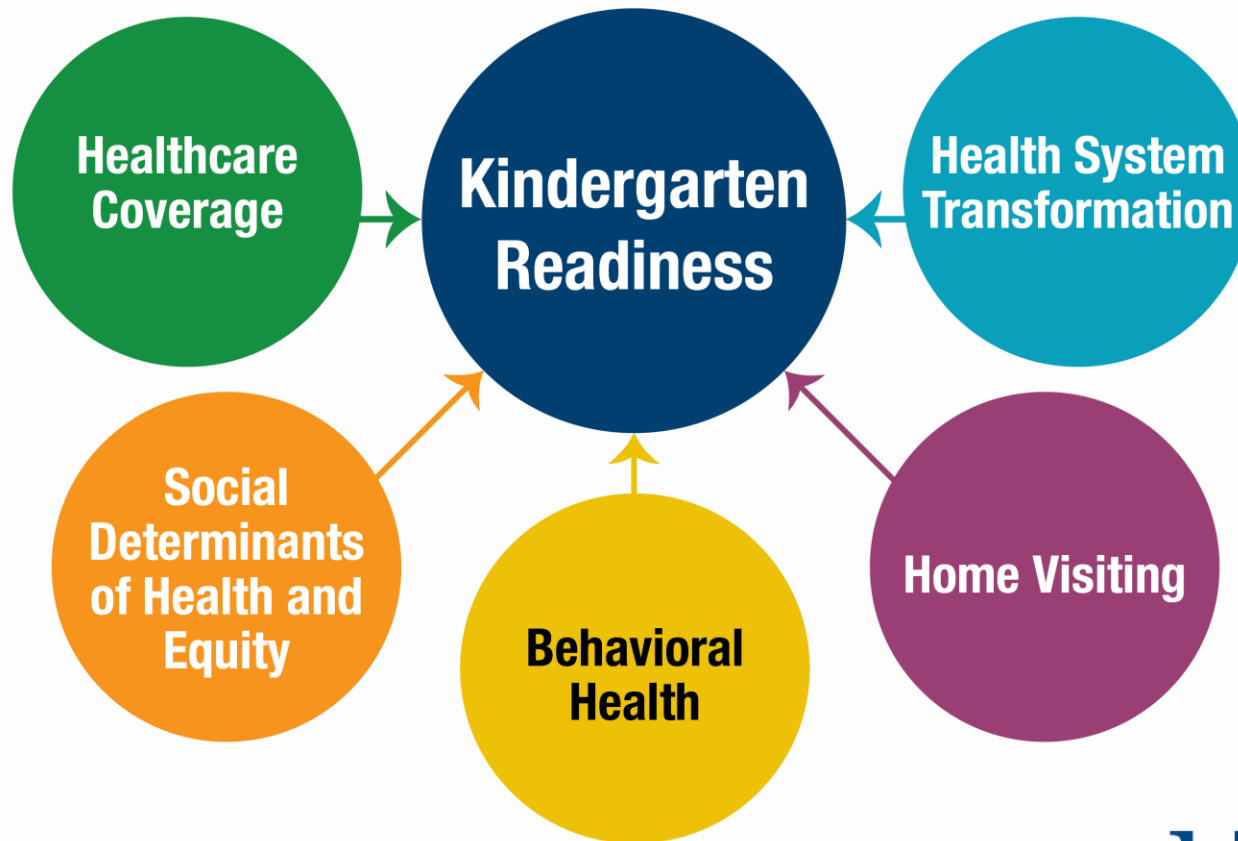 Healthcare
Coverage
Kindergarten
Readiness
Health System
Transformation
Social
Determinants
of Health and
Equity
Behavioral
Health
Home Visiting